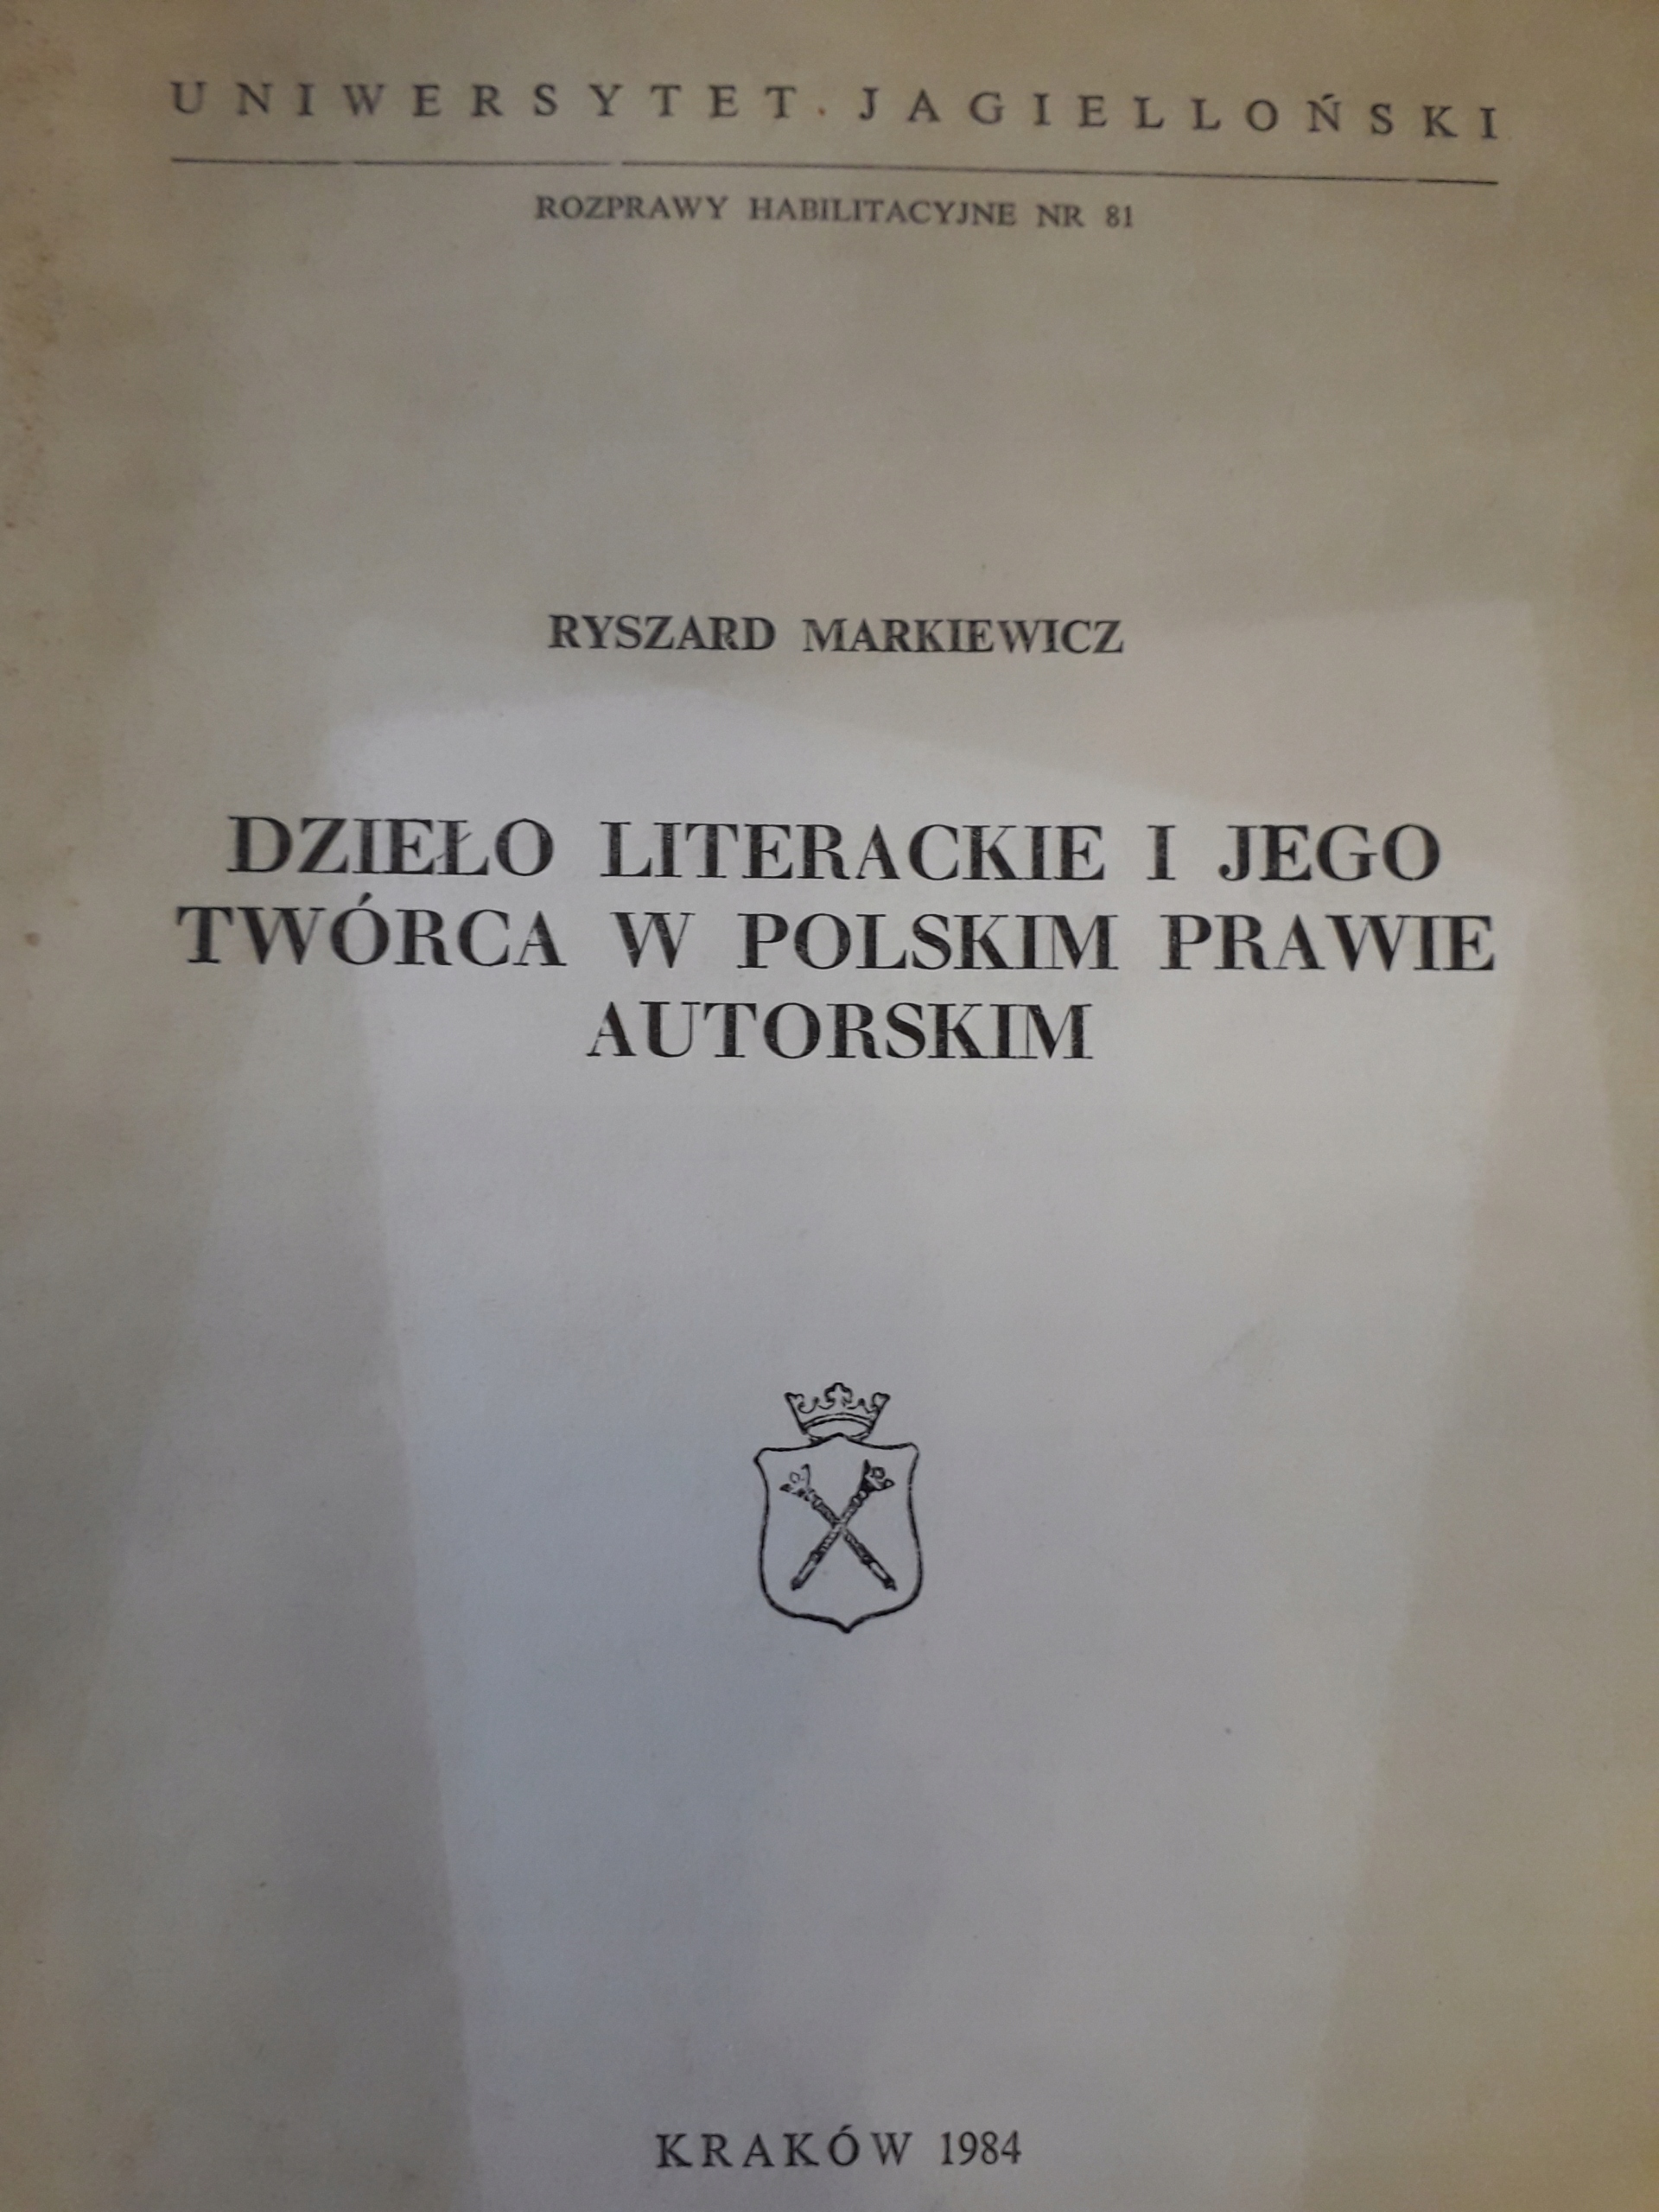 UNIWERSYTET JAGIELLOŃSKI
ROZPRAWY HABILITACYJNE NR 81
RYSZARD MARKIEWICZ
DZIEŁO LITERACKIE I JEGO
TWÓRCA W POLSKIM PRAWIE
AUTORSKIM
KRAKÓW 1984